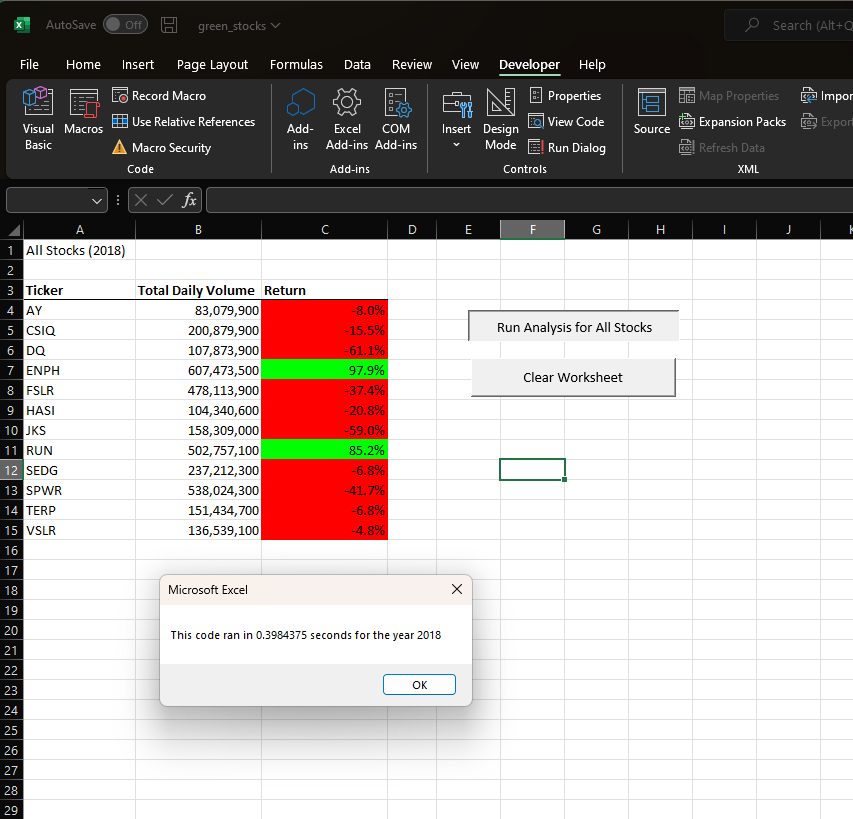 AutoSave Off green_stocks Search (Alt+Q
File Home Insert Page Layout Formulas Data Review View Developer Help
Visual Basic
Macros
Record Macro
Use Relative References
Macro Security
Code
Add-ins
Excel Add-ins
COM Add-ins
Add-ins
Insert
Design Mode
Properties
View Code
Run Dialog
Controls
Source
Map Properties
Expansion Packs
Refresh Data
Impor
Expor
XML
fx
A B C D E F G H I J K
1 All Stocks (2018)
2
3 Ticker Total Daily Volume Return
4 AY 83,079,900 -8.0%
5 CSIQ 200,879,900 -15.5%
6 DQ 107,873,900 -61.1%
7 ENPH 607,473,500 97.9%
8 FSLR 478,113,900 -37.4%
9 HASI 104,340,600 -20.8%
10 JKS 158,309,000 -59.0%
11 RUN 502,757,100 85.2%
12 SEDG 237,212,300 -6.8%
13 SPWR 538,024,300 -41.7%
14 TERP 151,434,700 -6.8%
15 VSLR 136,539,100 -4.8%
Run Analysis for All Stocks
Clear Worksheet
16
17
18
19
20
21
22
23
24
25
26
27
28
29
Microsoft Excel
This code ran in 0.3984375 seconds for the year 2018
OK